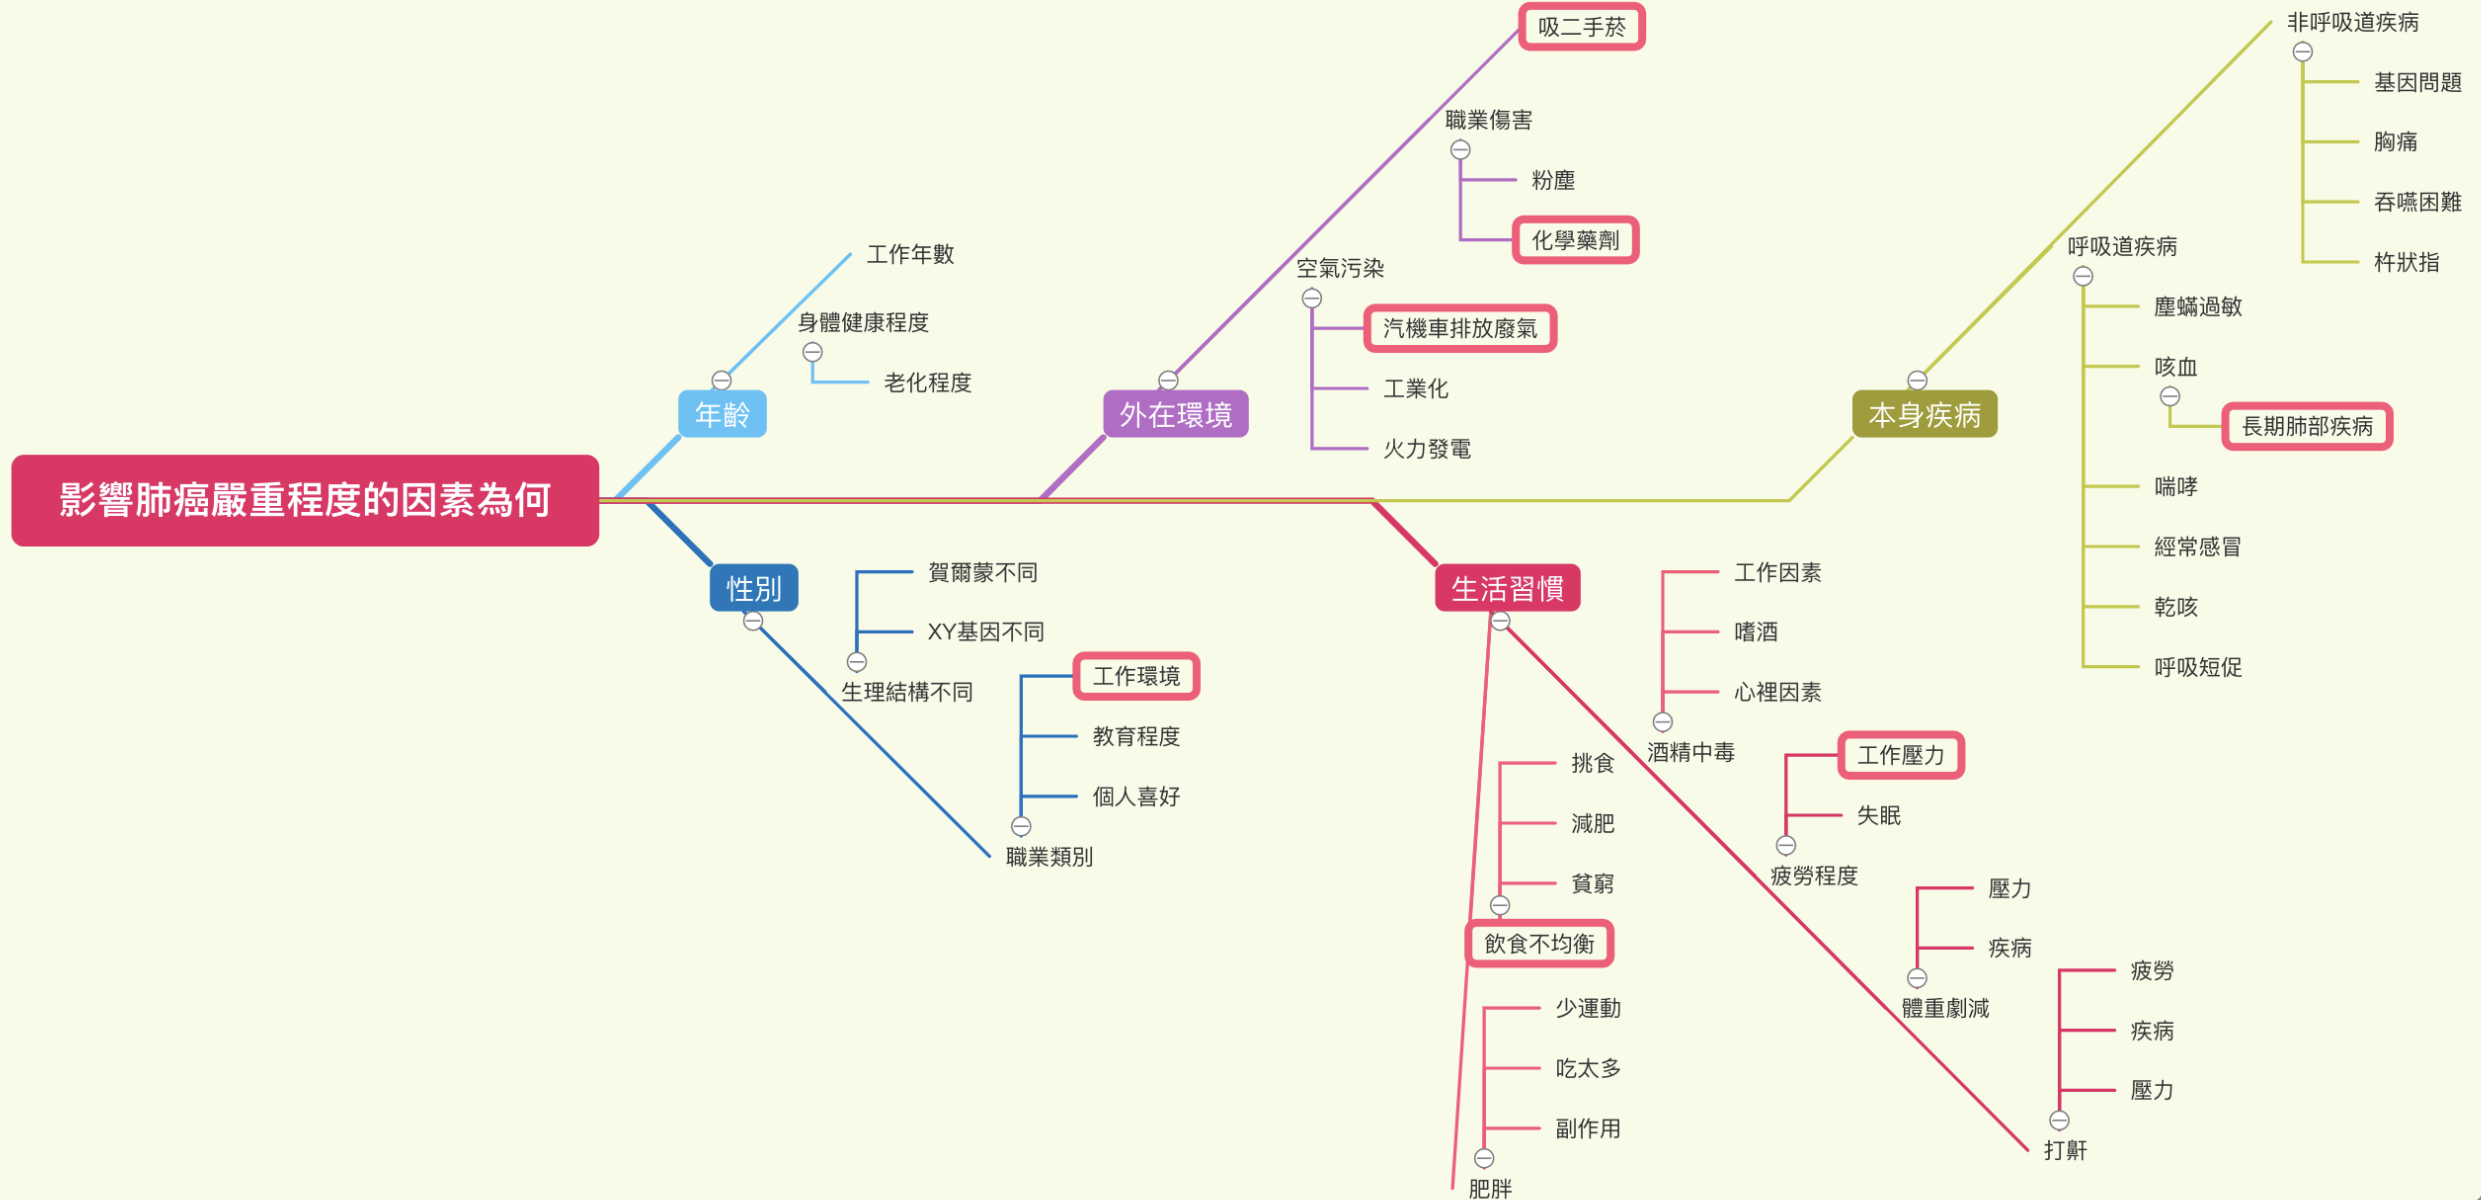 影響肺癌嚴重程度的因素為何
年齡
工作年數
身體健康程度
老化程度
外在環境
吸二手菸
職業傷害
粉塵
化學藥劑
空氣污染
汽機車排放廢氣
工業化
火力發電
本身疾病
非呼吸道疾病
基因問題
胸痛
吞嚥困難
杵狀指
呼吸道疾病
塵蟎過敏
咳血
長期肺部疾病
喘哮
經常感冒
乾咳
呼吸短促
性別
賀爾蒙不同
XY基因不同
生理結構不同
工作環境
教育程度
個人喜好
職業類別
生活習慣
工作因素
嗜酒
心裡因素
酒精中毒
挑食
減肥
貧窮
飲食不均衡
少運動
吃太多
副作用
肥胖
工作壓力
失眠
疲勞程度
壓力
疾病
體重劇減
疲勞
疾病
壓力
打鼾